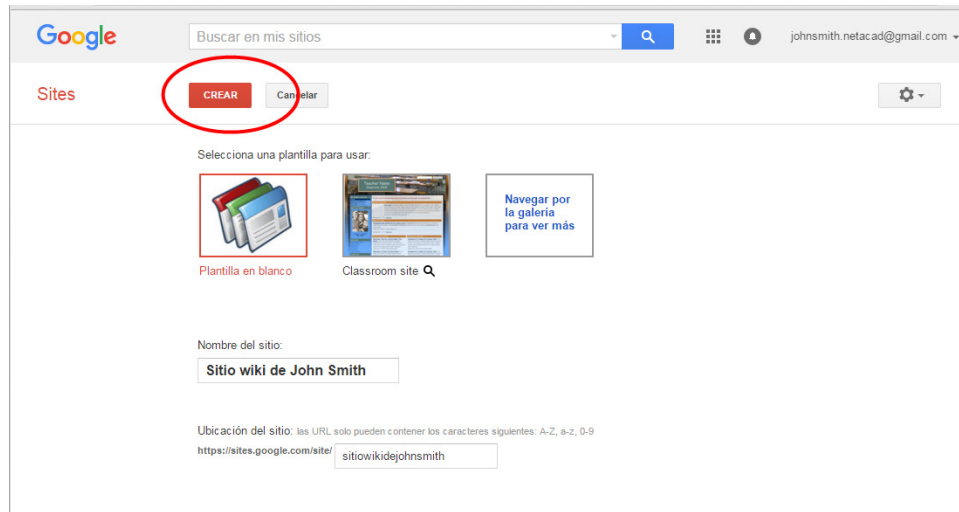 Google
Buscar en mis sitios
johnsmith.netacad@gmail.com
Sites
CREAR
Cancelar
Selecciona una plantilla para usar:
Navegar por
la galería
para ver más
Plantilla en blanco
Classroom site
Nombre del sitio:
Sitio wiki de John Smith
Ubicación del sitio: las URL solo pueden contener los caracteres siguientes: A-Z, a-z, 0-9
https://sites.google.com/site/ sitiowikidejohnsmith